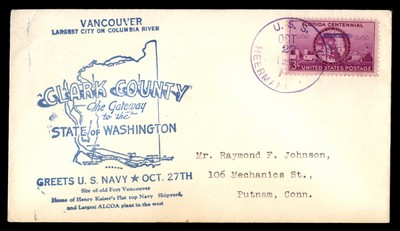 VANCOUVER
LARGEST CITY ON COLUMBIA RIVER
CLARK COUNTY
The Gateway
to the
STATE OF WASHINGTON
GREETS U. S. NAVY ★ OCT. 27TH
Site of old Fort Vancouver
Home of Henry Kaiser's Flat top Navy Shipyard,
and Largest ALCOA plant in the west
U. S. S.
OCT
FLORIDA CENTENNIAL
3¢ UNITED STATES POSTAGE
Mr. Raymond F. Johnson,
106 Mechanics St.,
Putnam, Conn.